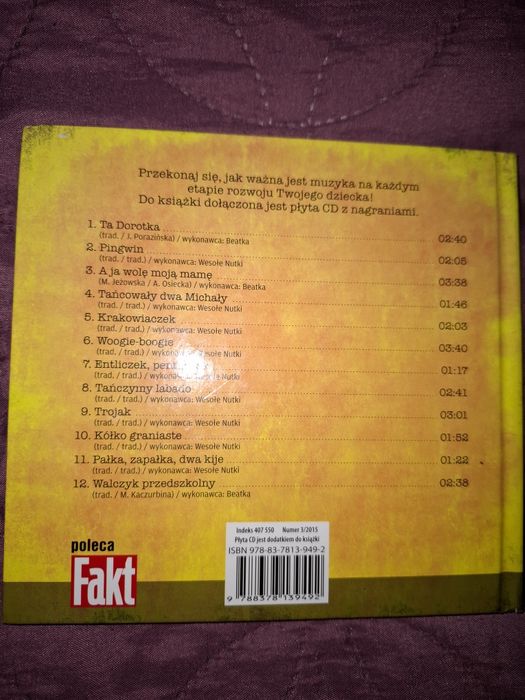 Przekonaj się, jak ważna jest muzyka na każdym
etapie rozwoju Twojego dziecka!
Do książki dołączona jest płyta CD z nagraniami.
1. Ta Dorotka 02:40
(trad. / J. Porazińska) / wykonawca: Beatka
2. Pingwin 02:05
(trad. / trad.) / wykonawca: Wesołe Nutki
3. A ja wolę moją mamę 03:38
(M. Jeżowska / A. Osiecka) / wykonawca: Beatka
4. Tańcowały dwa Michały 01:46
(trad. / trad.) / wykonawca: Wesołe Nutki
5. Krakowiaczek 02:03
(trad. / trad.) / wykonawca: Wesołe Nutki
6. Woogie-boogie 03:40
(trad. / trad.) / wykonawca: Wesołe Nutki
7. Entliczek, 01:17
(trad. / trad.) / wykonawca: Wesołe Nutki
8. Tańczymy labado 02:41
(trad. / trad.) / wykonawca: Wesołe Nutki
9. Trojak 03:01
(trad. / trad.) / wykonawca: Wesołe Nutki
10. Kółko graniaste 01:52
(trad. / trad.) / wykonawca: Wesołe Nutki
11. Pałka, zapałka, dwa kije 01:22
(trad. / trad.) / wykonawca: Wesołe Nutki
12. Walczyk przedszkolny 02:38
(trad. / M. Kaczurbina) / wykonawca: Beatka
Indeks 407 550 Numer 3/2015
Płyta CD jest dodatkiem do książki
ISBN 978-83-7813-949-2
9 788378 139492
poleca
Fakt